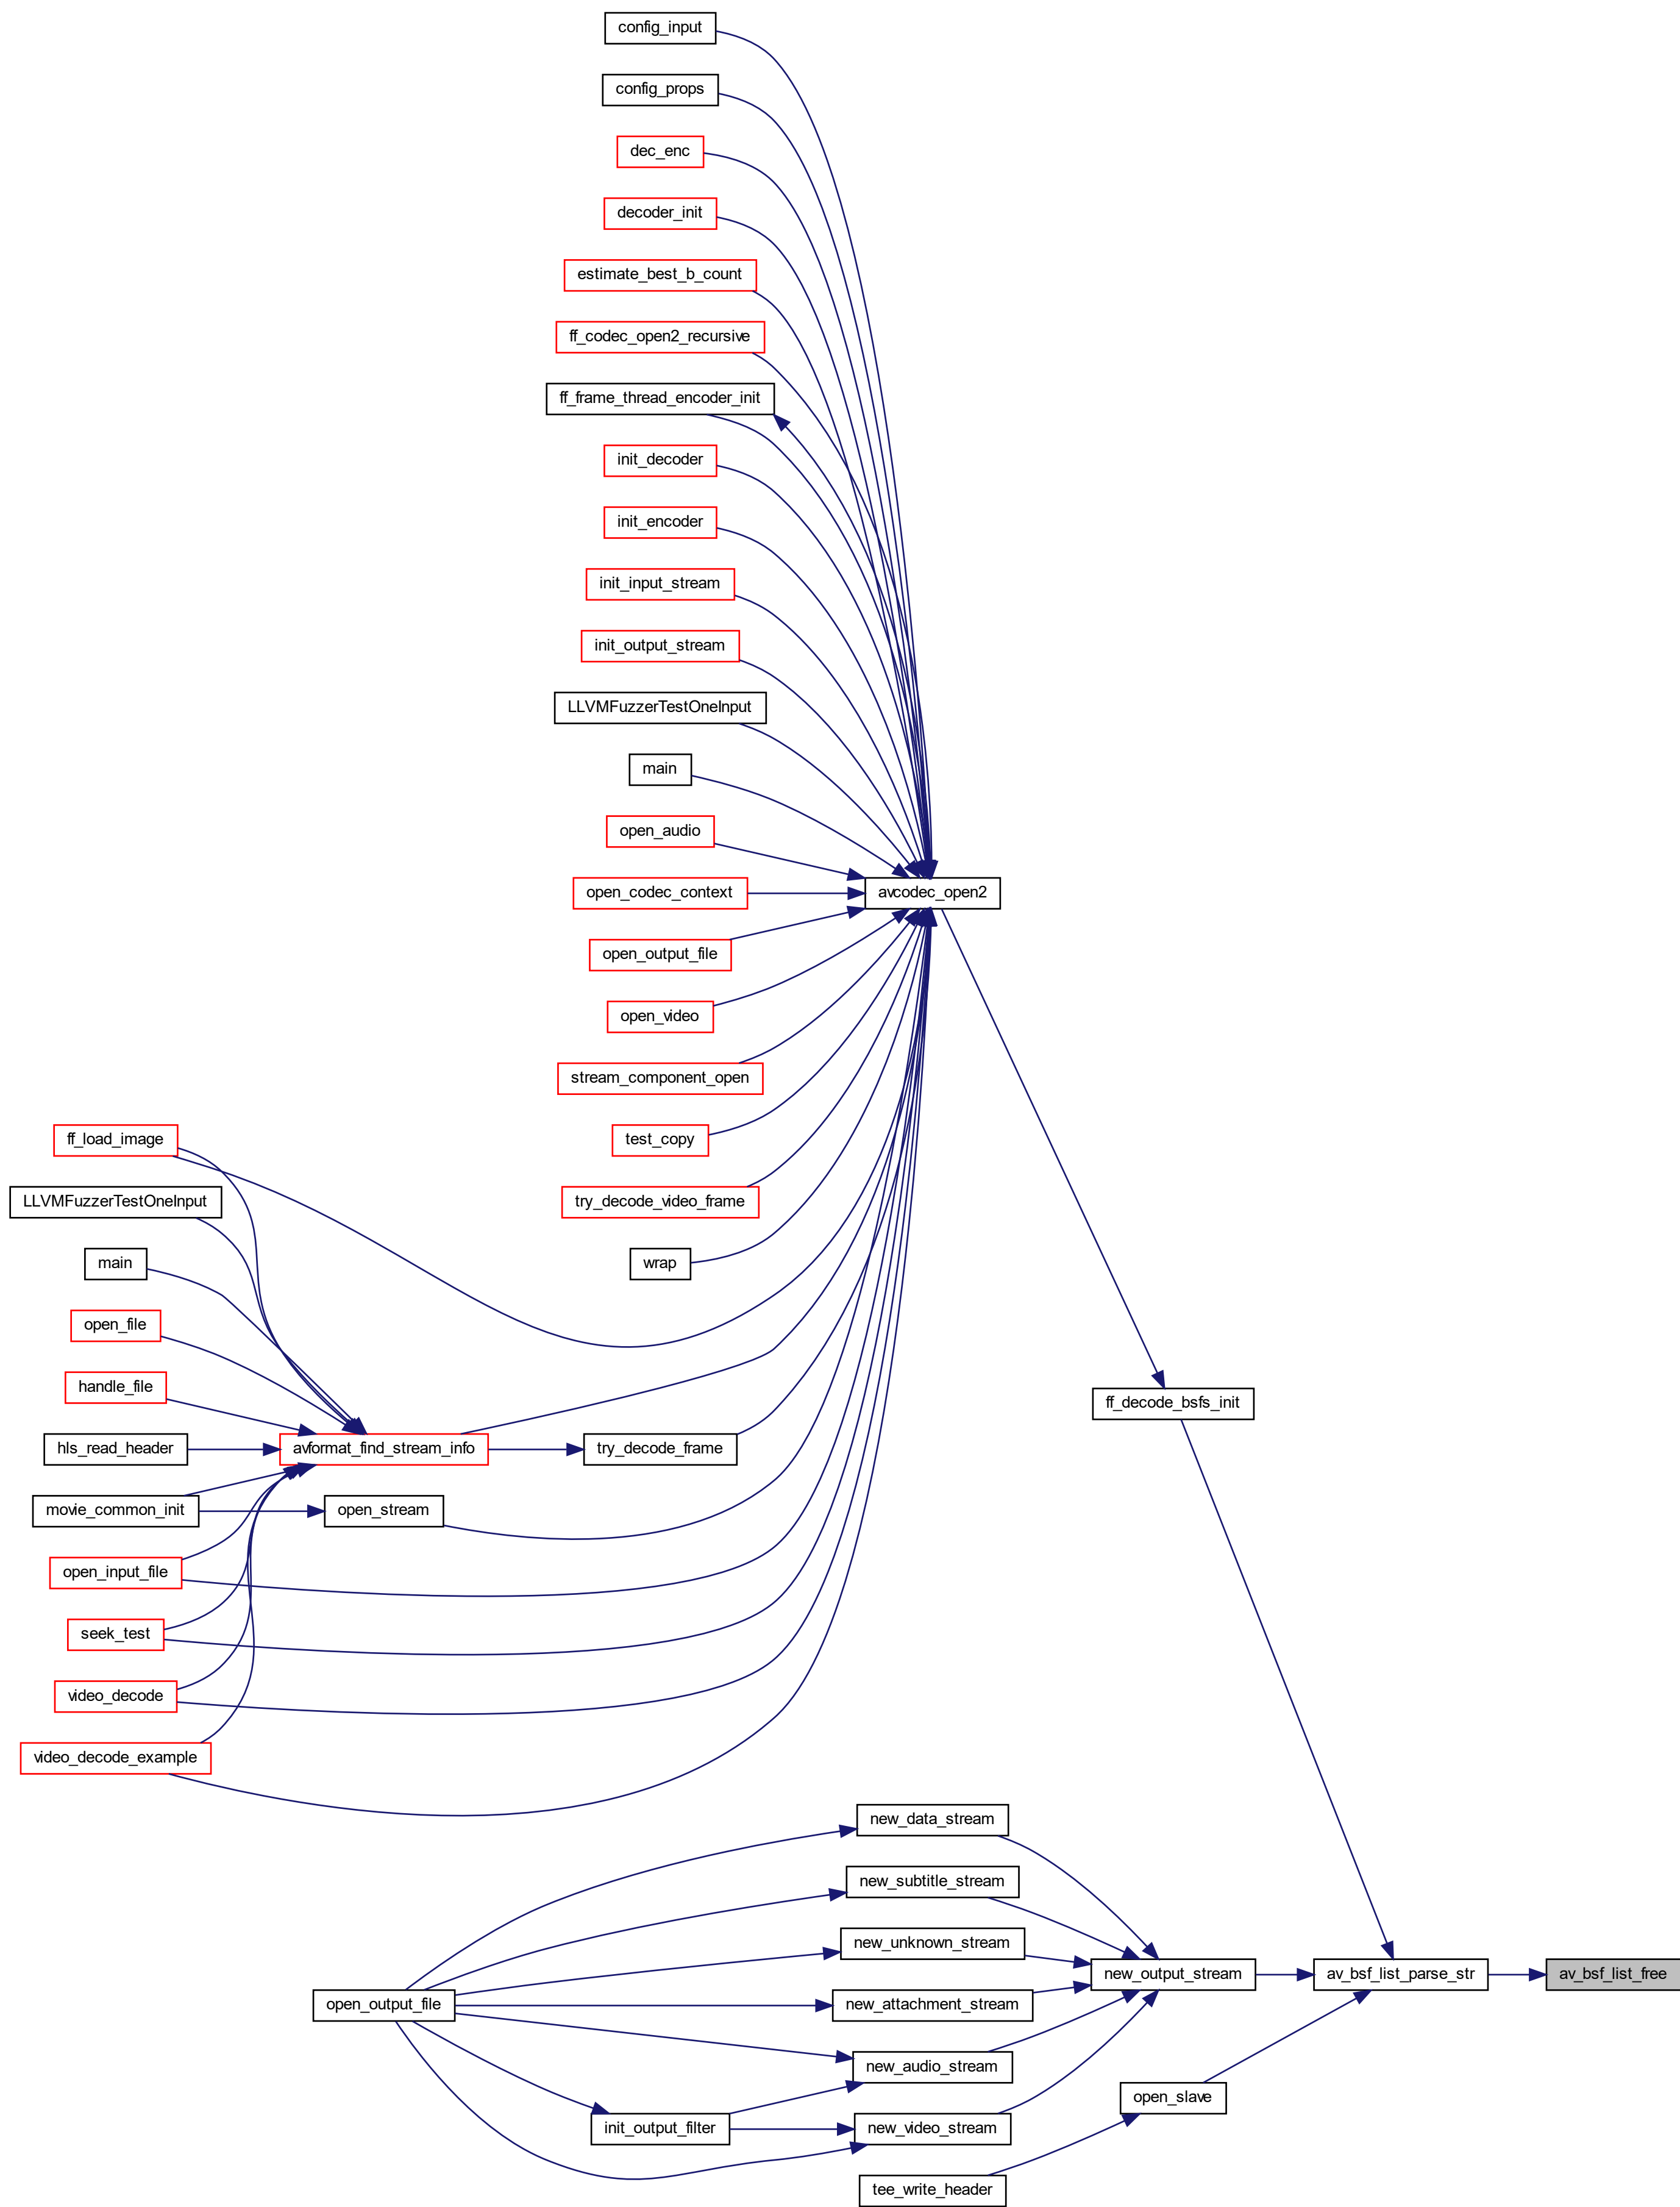 config_input
config_props
dec_enc
decoder_init
estimate_best_b_count
ff_codec_open2_recursive
ff_frame_thread_encoder_init
init_decoder
init_encoder
init_input_stream
init_output_stream
LLVMFuzzerTestOneInput
main
open_audio
open_codec_context
avcodec_open2
open_output_file
open_video
stream_component_open
test_copy
ff_load_image
try_decode_video_frame
LLVMFuzzerTestOneInput
wrap
main
open_file
handle_file
ff_decode_bsfs_init
hls_read_header
avformat_find_stream_info
try_decode_frame
movie_common_init
open_stream
open_input_file
seek_test
video_decode
video_decode_example
new_data_stream
new_subtitle_stream
new_unknown_stream
new_output_stream
av_bsf_list_parse_str
av_bsf_list_free
open_output_file
new_attachment_stream
new_audio_stream
open_slave
init_output_filter
new_video_stream
tee_write_header